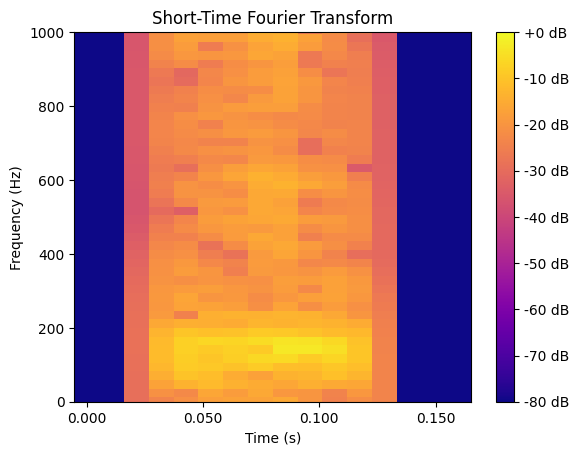 Short-Time Fourier Transform
Frequency (Hz)
1000
800
600
400
200
0
0.000
0.050
0.100
0.150
Time (s)
+0 dB
-10 dB
-20 dB
-30 dB
-40 dB
-50 dB
-60 dB
-70 dB
-80 dB